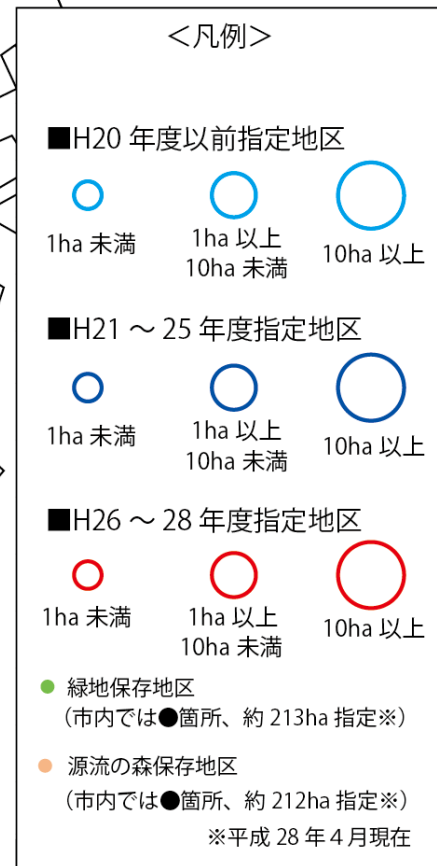 ＜凡例＞
■H20 年度以前指定地区
1ha 未満
1ha 以上
10ha 未満
10ha 以上
■H21 ～ 25 年度指定地区
1ha 未満
1ha 以上
10ha 未満
10ha 以上
■H26 ～ 28 年度指定地区
1ha 未満
1ha 以上
10ha 未満
10ha 以上
緑地保存地区
（市内では●箇所、約 213ha 指定※）
源流の森保存地区
（市内では●箇所、約 212ha 指定※）
※平成 28 年４月現在